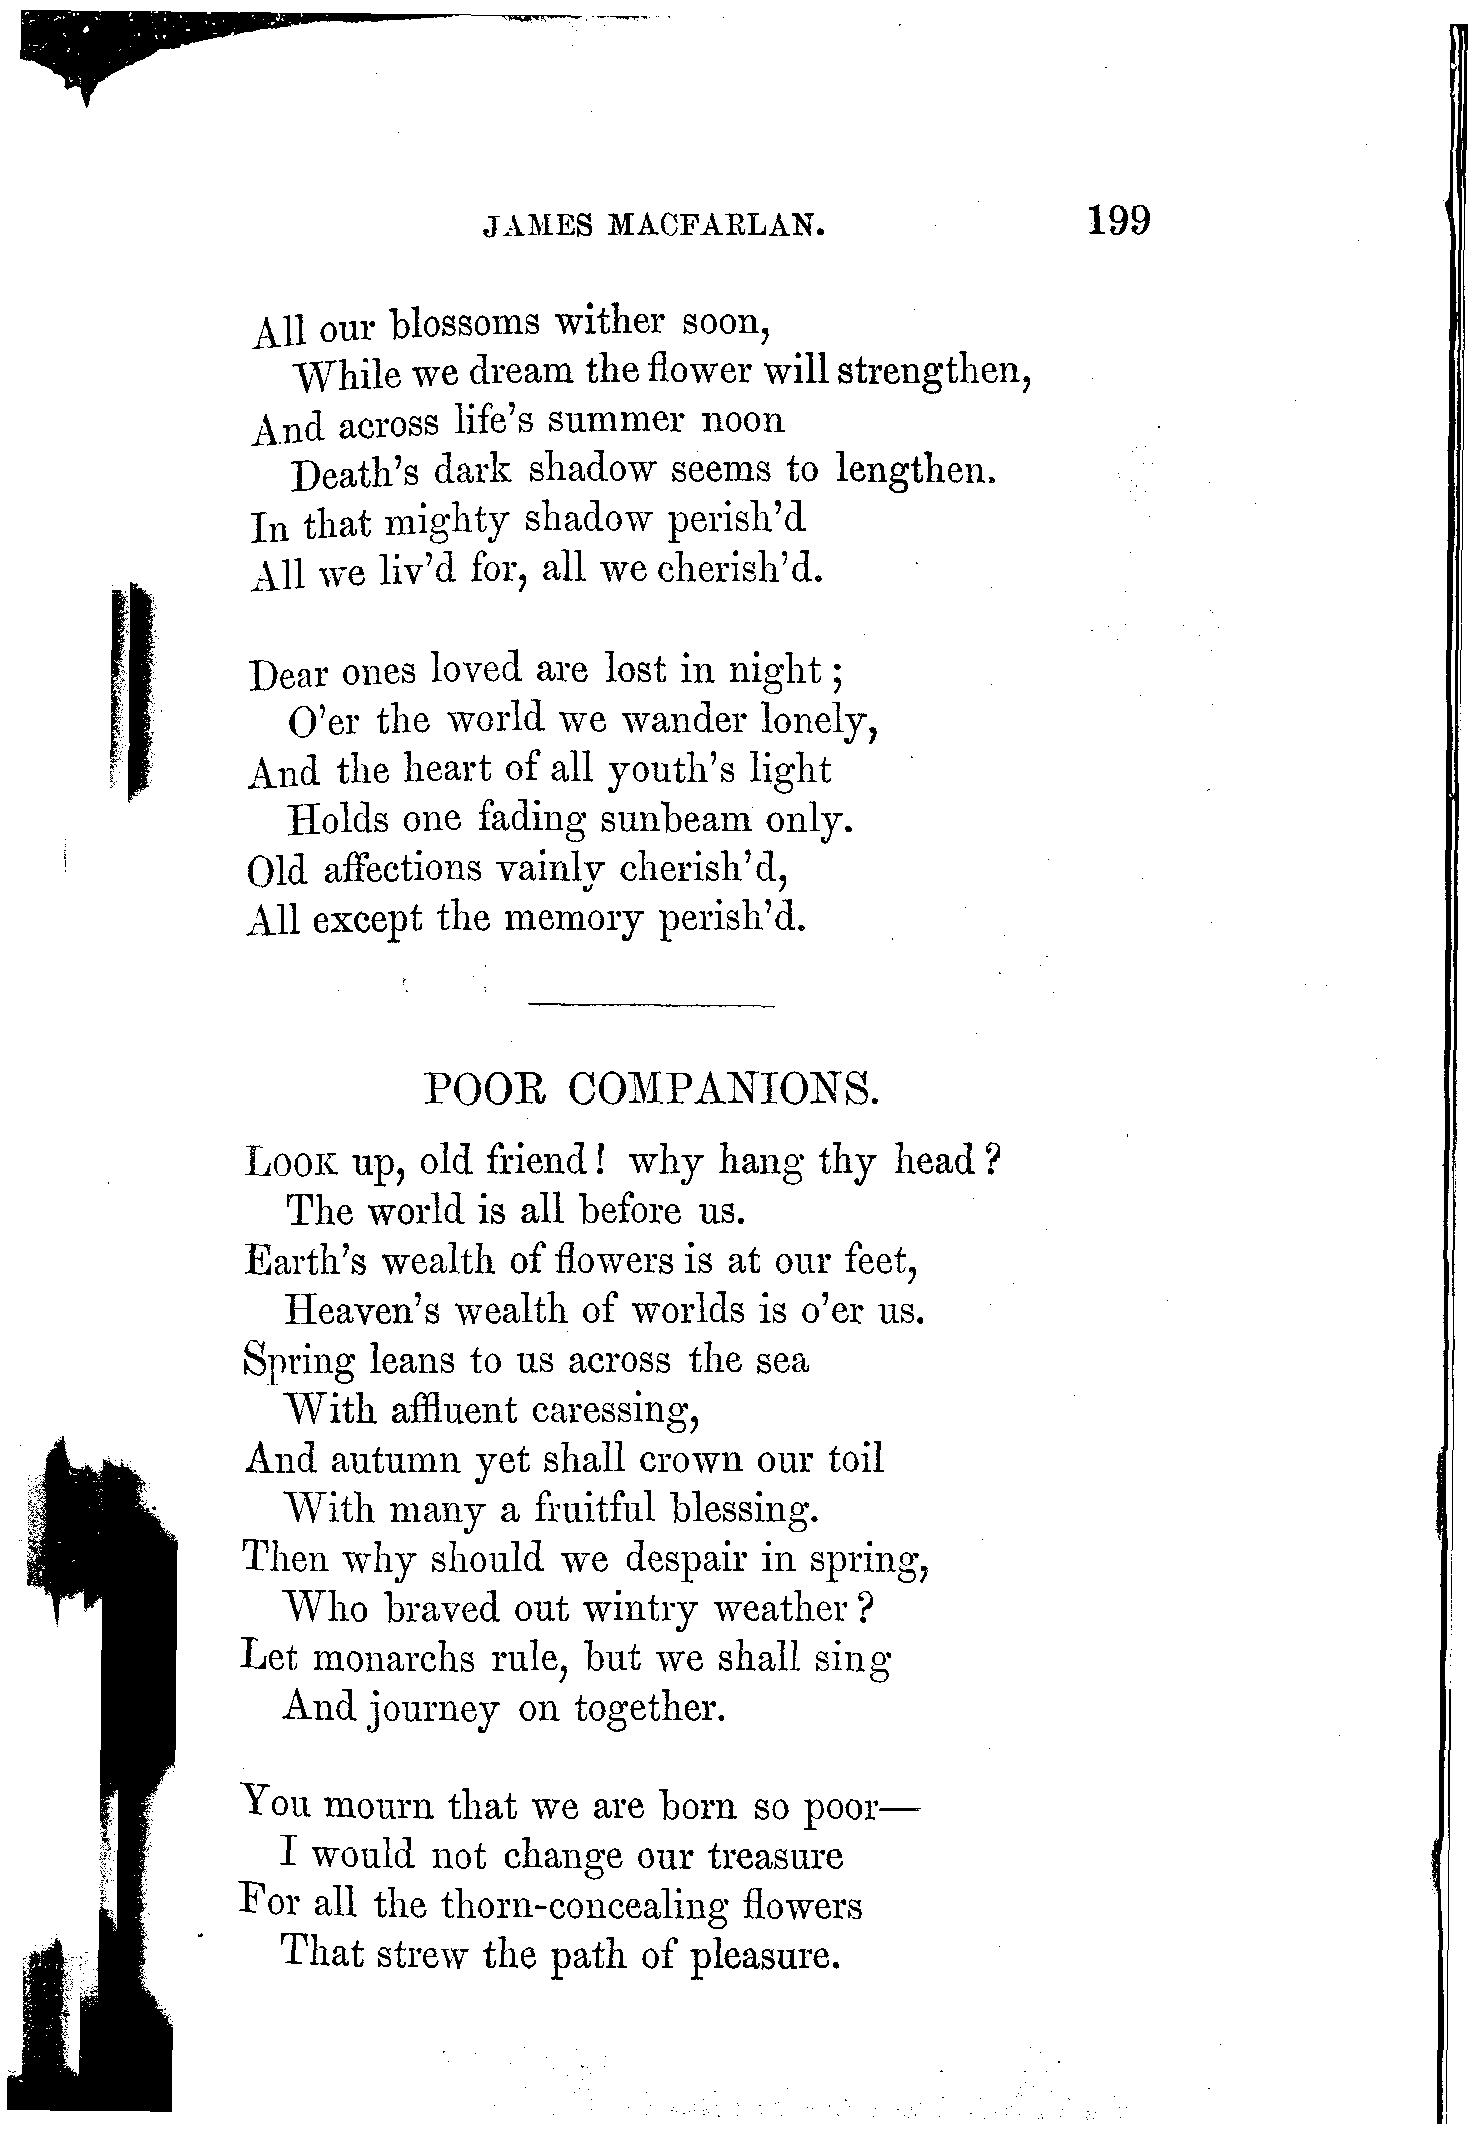 JAMES MACFARLAN. 199
All our blossoms wither soon,
While we dream the flower will strengthen,
And across life's summer noon
Death's dark shadow seems to lengthen.
In that mighty shadow perish'd
All we liv'd for, all we cherish'd.
Dear ones loved are lost in night;
O'er the world we wander lonely,
And the heart of all youth's light
Holds one fading sunbeam only.
Old affections vainly cherish'd,
All except the memory perish'd.
POOR COMPANIONS.
LOOK up, old friend! why hang thy head?
The world is all before us.
Earth's wealth of flowers is at our feet,
Heaven's wealth of worlds is o'er us.
Spring leans to us across the sea
With affluent caressing,
And autumn yet shall crown our toil
With many a fruitful blessing.
Then why should we despair in spring,
Who braved out wintry weather?
Let monarchs rule, but we shall sing
And journey on together.
You mourn that we are born so poor—
I would not change our treasure
For all the thorn-concealing flowers
That strew the path of pleasure.